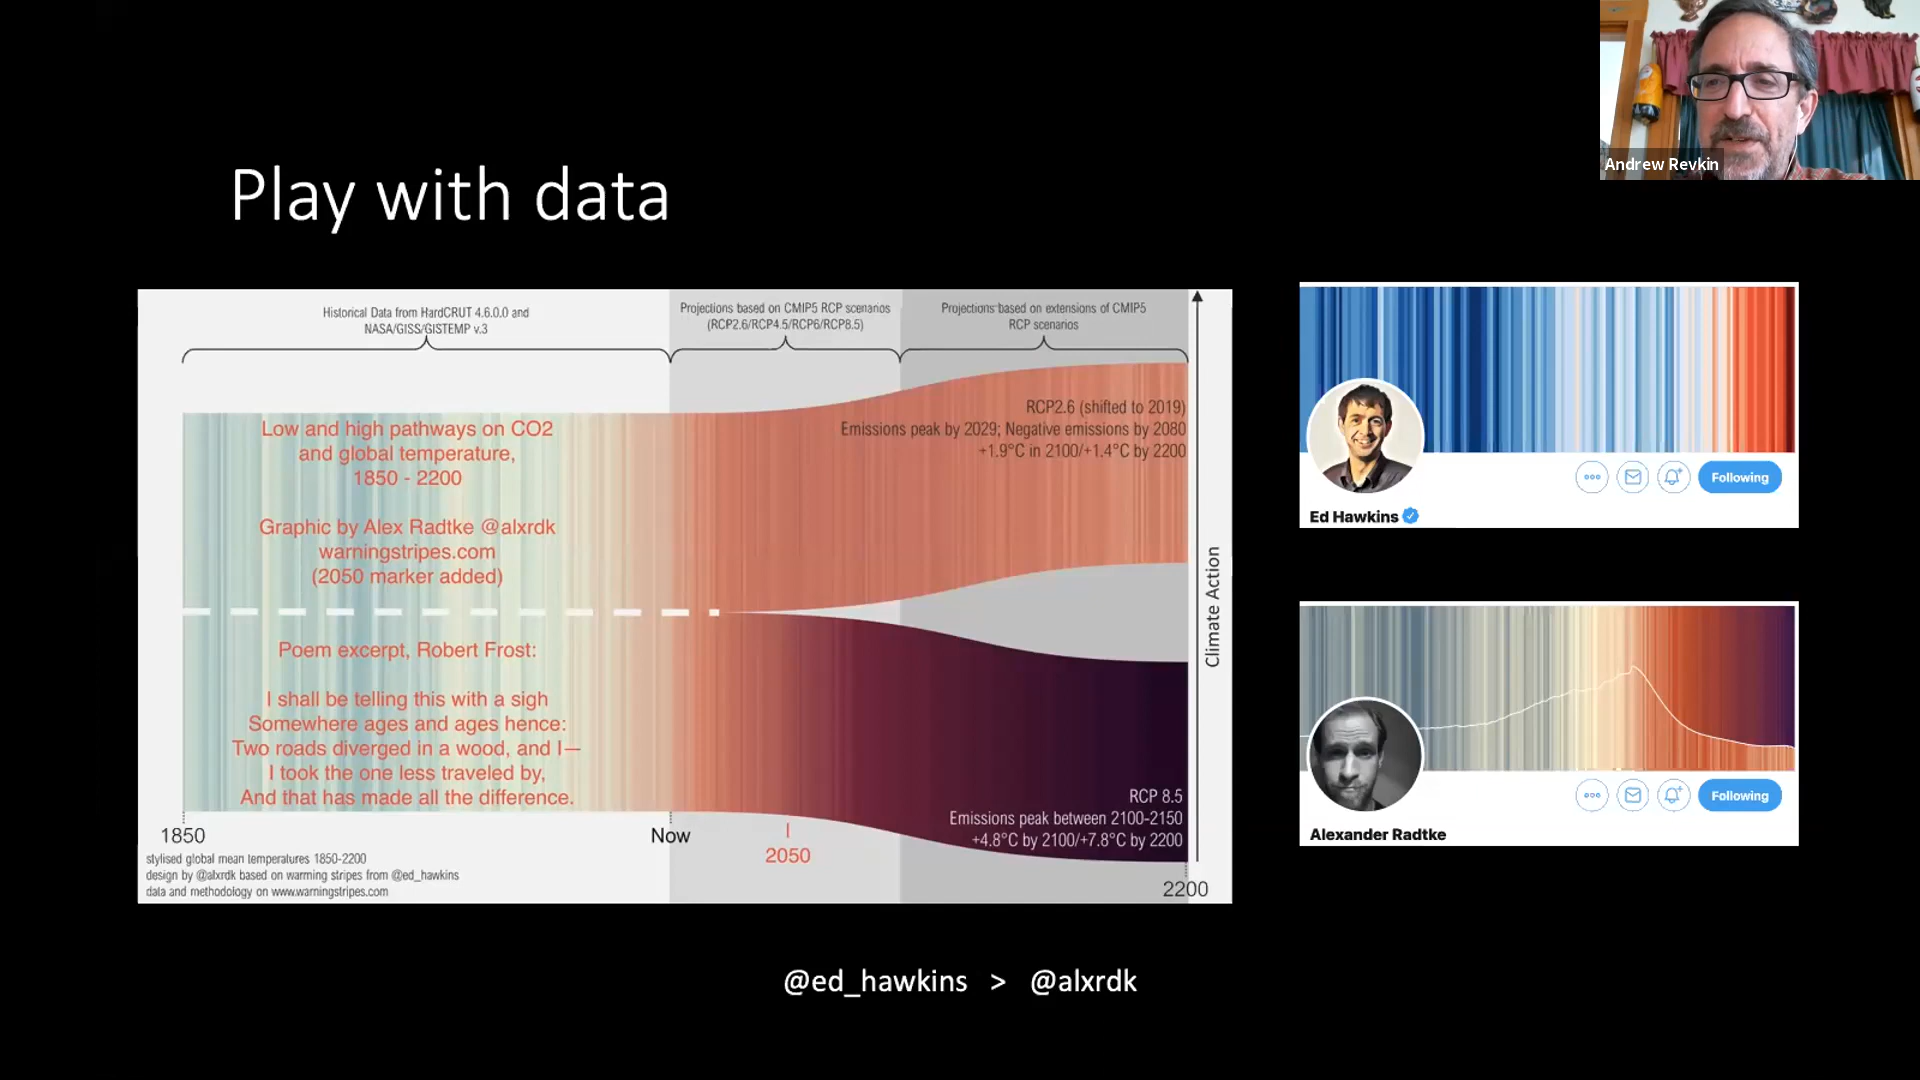 Andrew Revkin
Play with data
Historical Data from HardCRUT 4.6.0.0 and
NASA/GISS/GISTEMP v.3
Projections based on CMIP5 RCP scenarios
(RCP2.6/RCP4.5/RCP6/RCP8.5)
Projections based on extensions of CMIP5
RCP scenarios
Low and high pathways on CO2
and global temperature,
1850 - 2200
Graphic by Alex Radtke @alxrdk
warningstripes.com
(2050 marker added)
RCP2.6 (shifted to 2019)
Emissions peak by 2029; Negative emissions by 2080
+1.9°C in 2100/+1.4°C by 2200
Climate Action
Poem excerpt, Robert Frost:
I shall be telling this with a sigh
Somewhere ages and ages hence:
Two roads diverged in a wood, and I—
I took the one less traveled by,
And that has made all the difference.
RCP 8.5
Emissions peak between 2100-2150
+4.8°C by 2100/+7.8°C by 2200
1850
Now
2050
2200
stylised global mean temperatures 1850-2200
design by @alxrdk based on warming stripes from @ed_hawkins
data and methodology on www.warningstripes.com
Following
Ed Hawkins
Following
Alexander Radtke
@ed_hawkins > @alxrdk